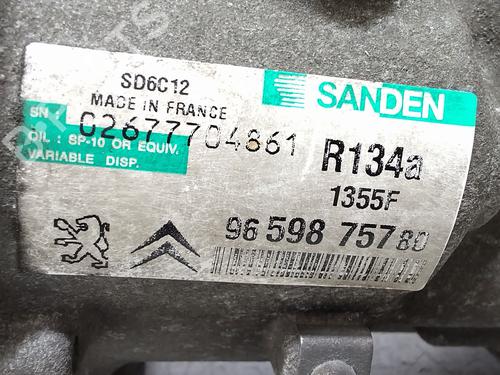 SD6C12
MADE IN FRANCE
SANDEN
SN : 02677704861
OIL : SP-10 OR EQUIV.
VARIABLE DISP.
R134a
1355F
96 598 757 80